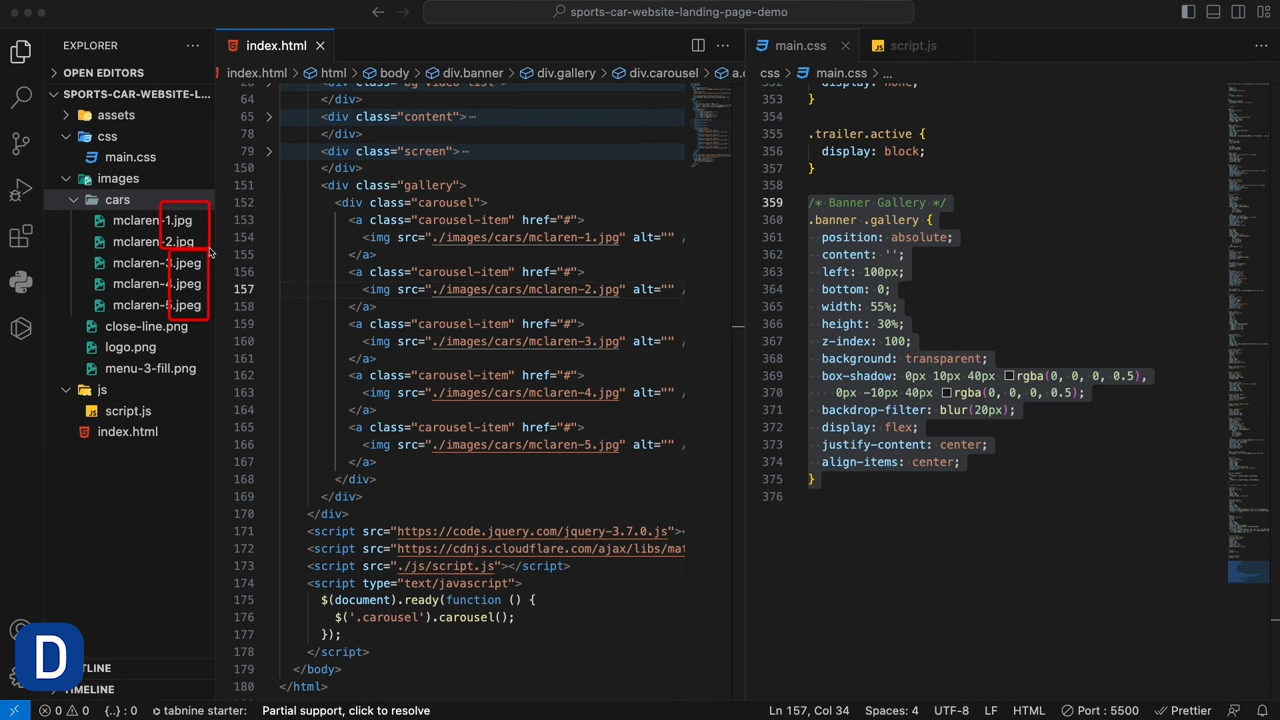 sports-car-website-landing-page-demo
EXPLORER
OPEN EDITORS
SPORTS-CAR-WEBSITE-L...
assets
css
main.css
images
cars
mclaren-1.jpg
mclaren-2.jpg
mclaren-3.jpeg
mclaren-4.jpeg
mclaren-5.jpeg
close-line.png
logo.png
menu-3-fill.png
js
script.js
index.html
TIMELINE
index.html
index.html > html > body > div.banner > div.gallery > div.carousel > a.c
64 </div>
65 <div class="content">
78 </div>
79 <div class="screen">
150 </div>
151 <div class="gallery">
152 <div class="carousel">
153 <a class="carousel-item" href="#">
154 <img src="./images/cars/mclaren-1.jpg" alt="" /
155 </a>
156 <a class="carousel-item" href="#">
157 <img src="./images/cars/mclaren-2.jpg" alt="" /
158 </a>
159 <a class="carousel-item" href="#">
160 <img src="./images/cars/mclaren-3.jpg" alt="" /
161 </a>
162 <a class="carousel-item" href="#">
163 <img src="./images/cars/mclaren-4.jpg" alt="" /
164 </a>
165 <a class="carousel-item" href="#">
166 <img src="./images/cars/mclaren-5.jpg" alt="" /
167 </a>
168 </div>
169 </div>
170 </div>
171 <script src="https://code.jquery.com/jquery-3.7.0.js"><
172 <script src="https://cdnjs.cloudflare.com/ajax/libs/mat
173 <script src="./js/script.js"></script>
174 <script type="text/javascript">
175 $(document).ready(function () {
176 $('.carousel').carousel();
177 });
178 </script>
179 </body>
180 </html>
main.css
script.js
css > main.css > ...
353 }
354
355 .trailer.active {
356 display: block;
357 }
358
359 /* Banner Gallery */
360 .banner .gallery {
361 position: absolute;
362 content: '';
363 left: 100px;
364 bottom: 0;
365 width: 55%;
366 height: 30%;
367 z-index: 100;
368 background: transparent;
369 box-shadow: 0px 10px 40px rgba(0, 0, 0, 0.5),
370 0px -10px 40px rgba(0, 0, 0, 0.5);
371 backdrop-filter: blur(20px);
372 display: flex;
373 justify-content: center;
374 align-items: center;
375 }
376
D
0 0 {..} : 0 tabnine starter: Partial support, click to resolve
Ln 157, Col 34 Spaces: 4 UTF-8 LF HTML Port : 5500 Prettier